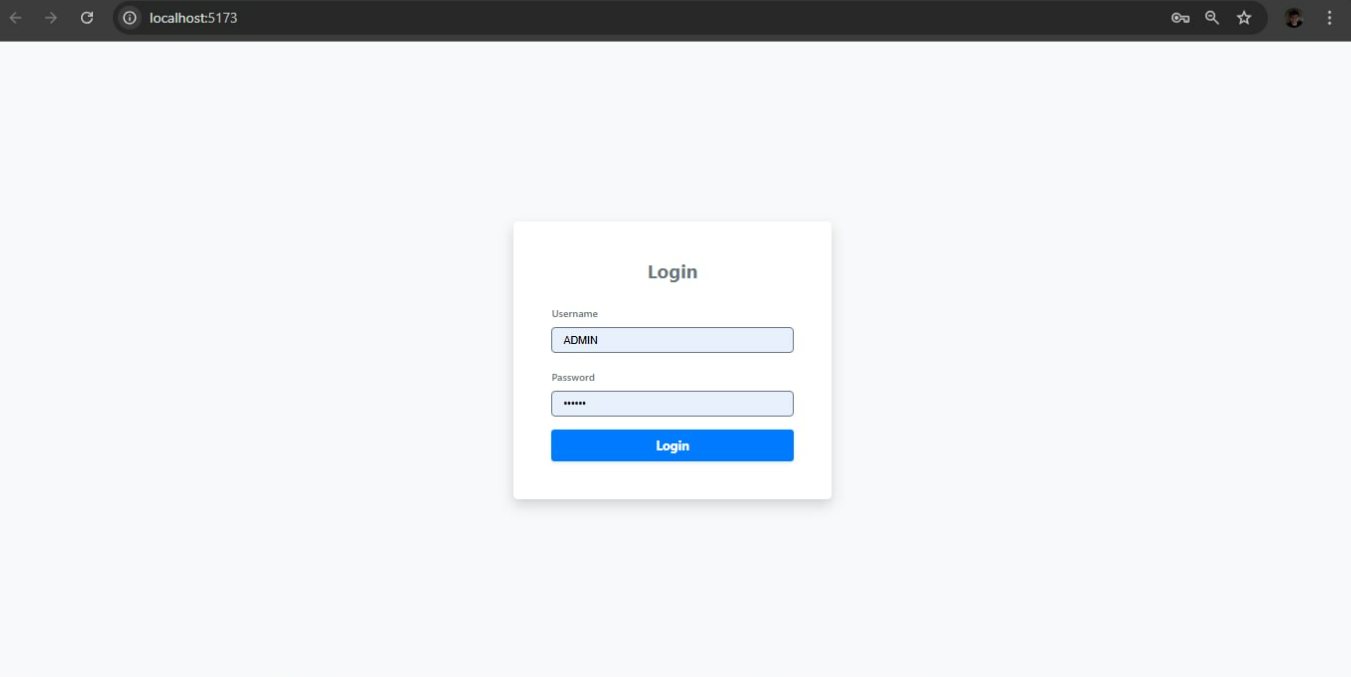 localhost:5173
Login
Username
ADMIN
Password
••••••
Login